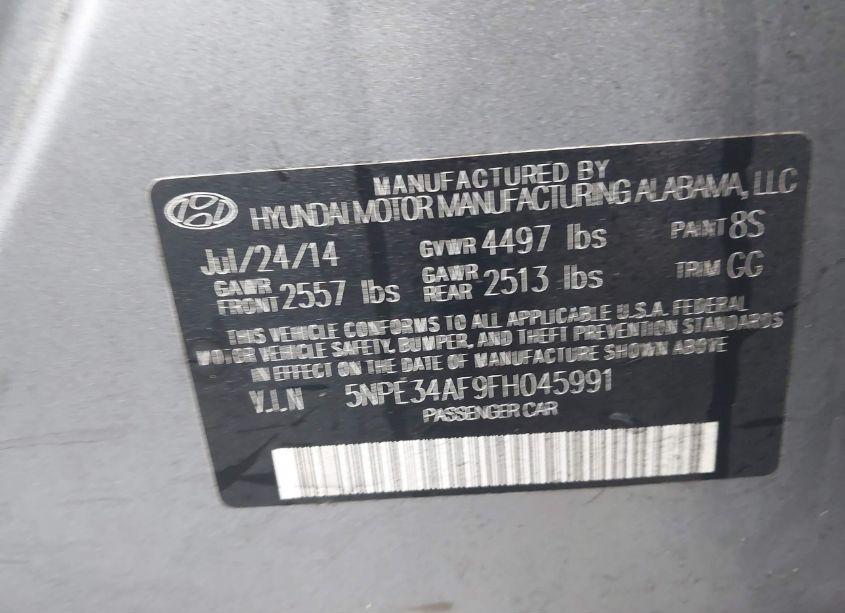 MANUFACTURED BY
HYUNDAI MOTOR MANUFACTURING ALABAMA, LLC
Jul/24/14 GVWR 4497 lbs PAINT 8S
GAWR FRONT 2557 lbs GAWR REAR 2513 lbs TRIM GG
THIS VEHICLE CONFORMS TO ALL APPLICABLE U.S.A. FEDERAL
MOTOR VEHICLE SAFETY, BUMPER, AND THEFT PREVENTION STANDARDS
IN EFFECT ON THE DATE OF MANUFACTURE SHOWN ABOVE
V.I.N 5NPE34AF9FH045991
PASSENGER CAR